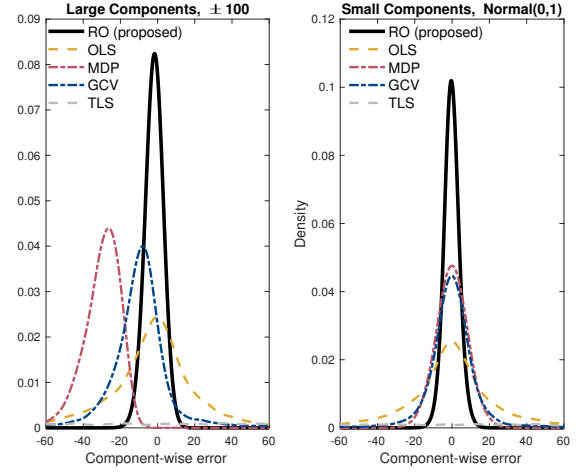 Large Components, ± 100
RO (proposed)
OLS
MDP
GCV
TLS
0.09
0.08
0.07
0.06
0.05
0.04
0.03
0.02
0.01
0
-60 -40 -20 0 20 40 60
Component-wise error
Small Components, Normal(0,1)
RO (proposed)
OLS
MDP
GCV
TLS
0.12
0.1
0.08
0.06
0.04
0.02
0
Density
-60 -40 -20 0 20 40 60
Component-wise error